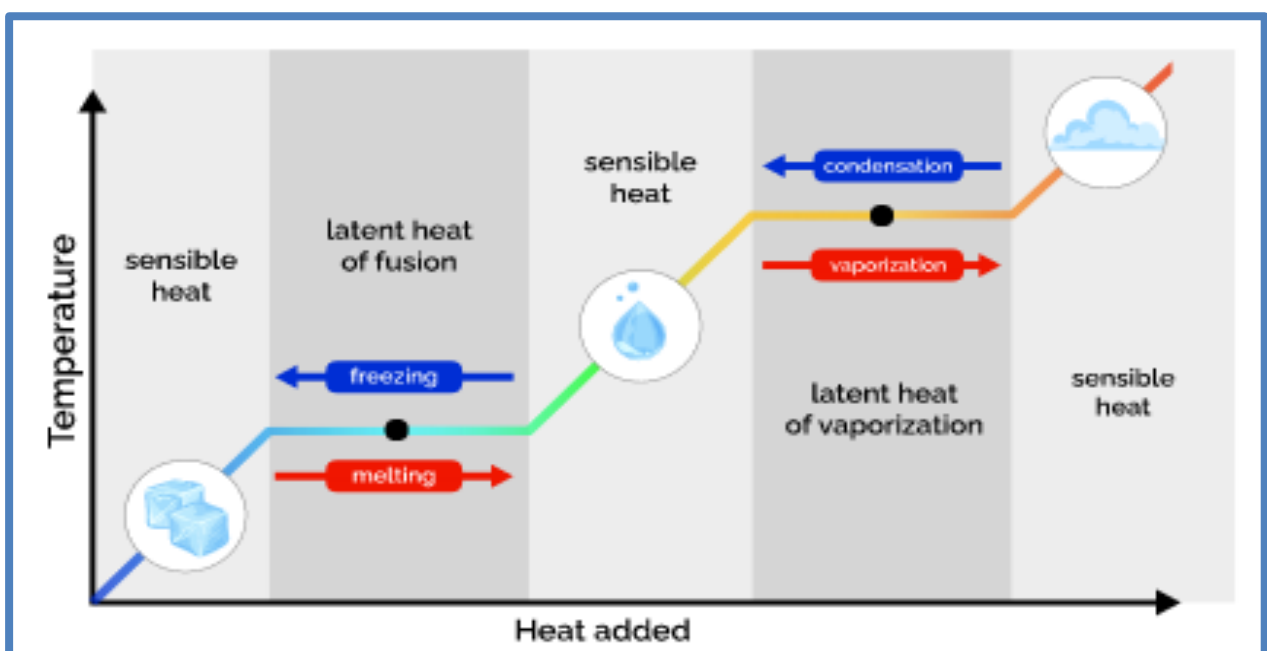 Temperature
sensible
heat
latent heat
of fusion
freezing
melting
sensible
heat
condensation
vaporization
latent heat
of vaporization
sensible
heat
Heat added